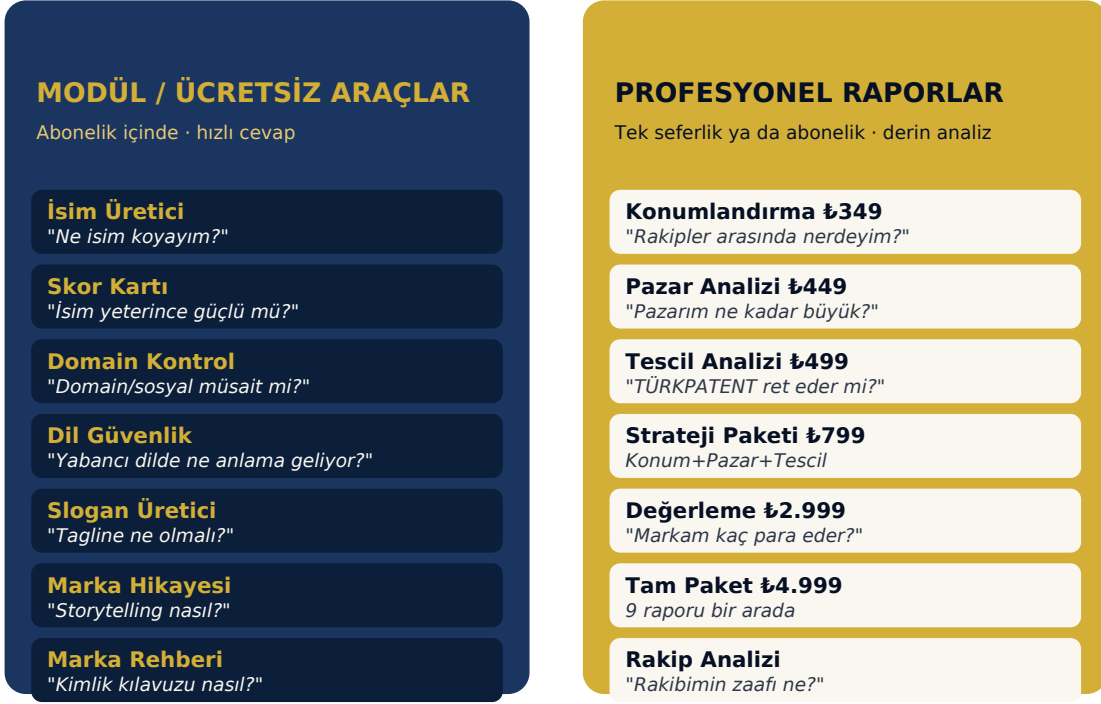 MODÜL / ÜCRETSİZ ARAÇLAR
Abonelik içinde · hızlı cevap
İsim Üretici
"Ne isim koyayım?"
Skor Kartı
"İsim yeterince güçlü mü?"
Domain Kontrol
"Domain/sosyal müsait mi?"
Dil Güvenlik
"Yabancı dilde ne anlama geliyor?"
Slogan Üretici
"Tagline ne olmalı?"
Marka Hikayesi
"Storytelling nasıl?"
Marka Rehberi
"Kimlik kılavuzu nasıl?"
PROFESYONEL RAPORLAR
Tek seferlik ya da abonelik · derin analiz
Konumlandırma ₺349
"Rakipler arasında nerdeyim?"
Pazar Analizi ₺449
"Pazarım ne kadar büyük?"
Tescil Analizi ₺499
"TÜRKPATENT ret eder mi?"
Strateji Paketi ₺799
Konum+Pazar+Tescil
Değerleme ₺2.999
"Markam kaç para eder?"
Tam Paket ₺4.999
9 raporu bir arada
Rakip Analizi
"Rakibimin zaafı ne?"